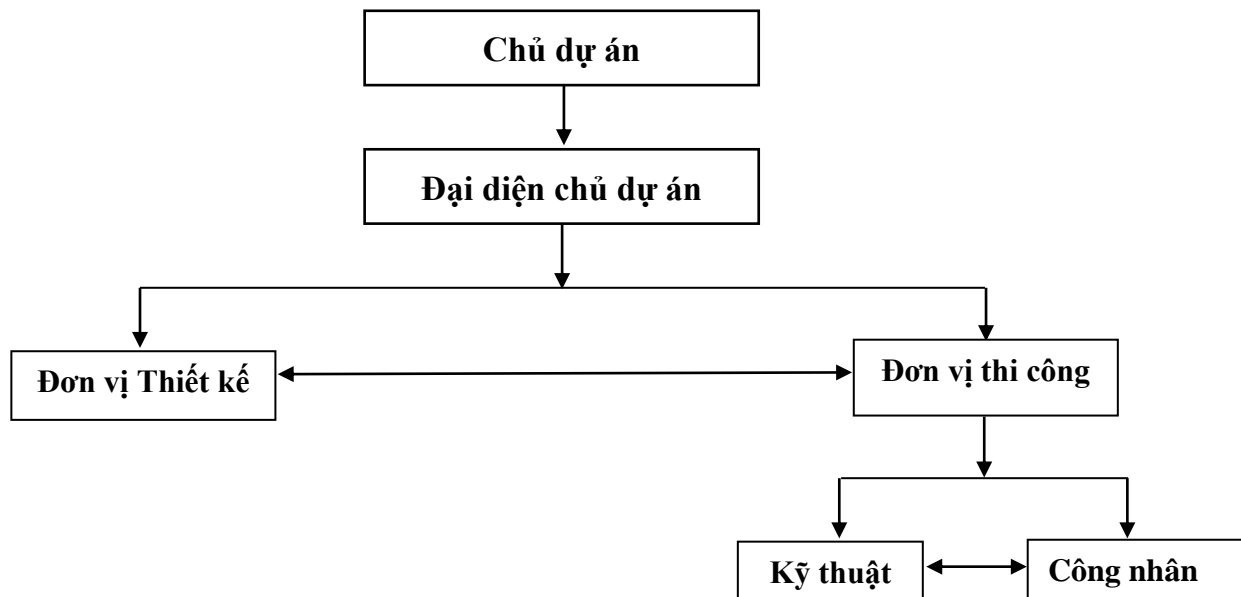 Chủ dự án
Đại diện chủ dự án
Đơn vị Thiết kế
Đơn vị thi công
Kỹ thuật
Công nhân